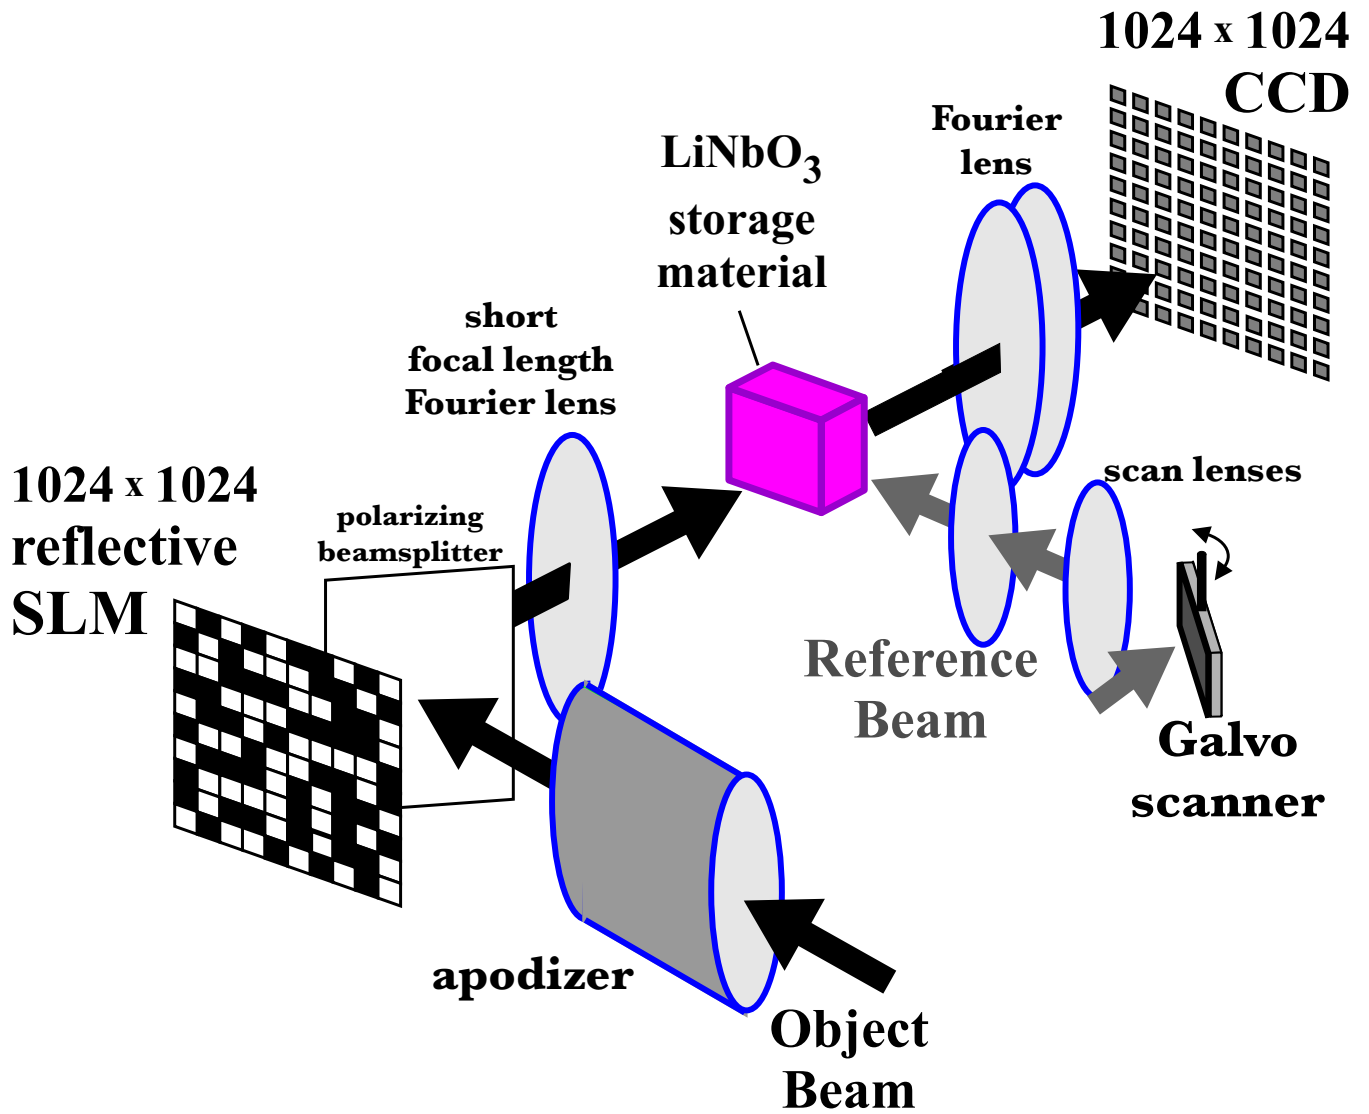 1024 x 1024
CCD
Fourier
lens
LiNbO3
storage
material
short
focal length
Fourier lens
1024 x 1024
reflective
SLM
polarizing
beamsplitter
scan lenses
Reference
Beam
Galvo
scanner
apodizer
Object
Beam